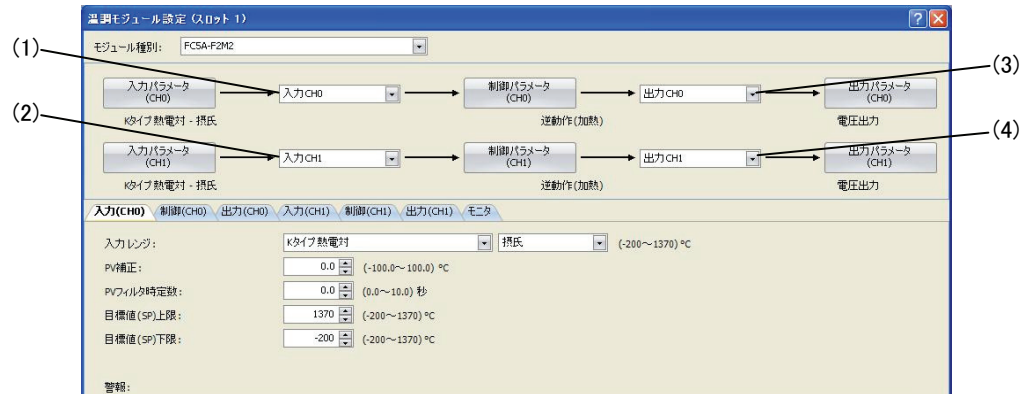 温調モジュール設定 (スロット 1)
モジュール種別: FC5A-F2M2
(1)
(3)
入力パラメータ
(CH0)
入力CH0
制御パラメータ
(CH0)
出力CH0
出力パラメータ
(CH0)
Kタイプ熱電対 - 摂氏
逆動作(加熱)
電圧出力
(2)
(4)
入力パラメータ
(CH1)
入力CH1
制御パラメータ
(CH1)
出力CH1
出力パラメータ
(CH1)
Kタイプ熱電対 - 摂氏
逆動作(加熱)
電圧出力
入力(CH0) 制御(CH0) 出力(CH0) 入力(CH1) 制御(CH1) 出力(CH1) モニタ
入力レンジ: Kタイプ熱電対 摂氏 (-200～1370) °C
PV補正: 0.0 (-100.0～100.0) °C
PVフィルタ時定数: 0.0 (0.0～10.0) 秒
目標値(SP)上限: 1370 (-200～1370) °C
目標値(SP)下限: -200 (-200～1370) °C
警報: